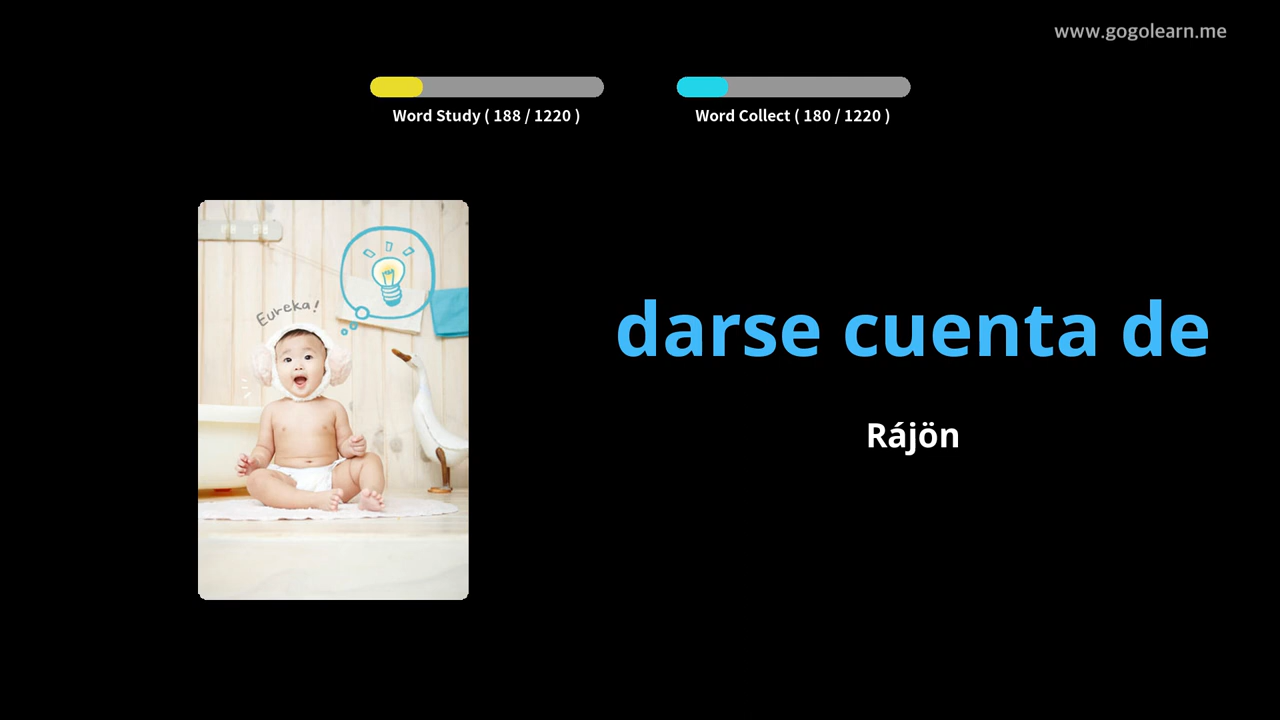 www.gogolearn.me
Word Study ( 188 / 1220 )
Word Collect ( 180 / 1220 )
Eureka!
darse cuenta de
Rájön